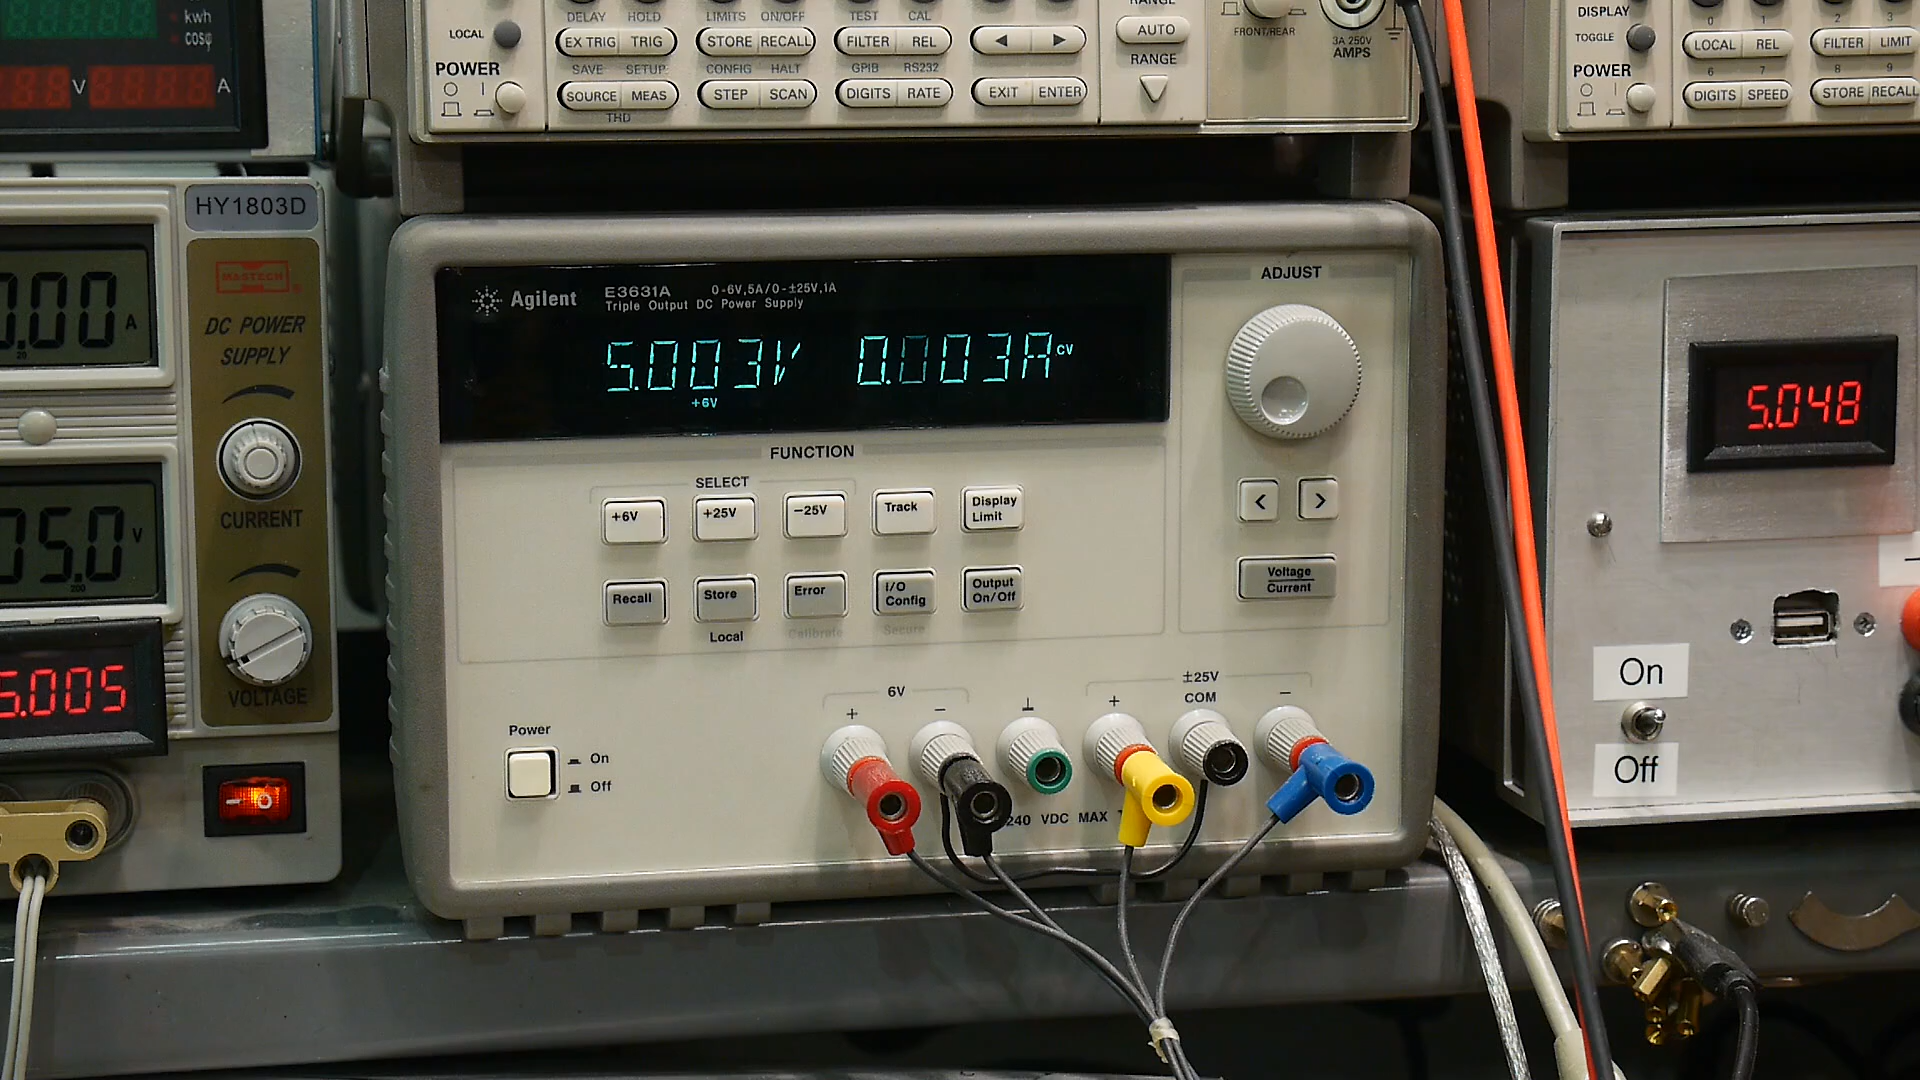 kwh
cosφ
V
A
LOCAL
POWER
DELAY HOLD LIMITS ON/OFF TEST CAL
EX TRIG TRIG STORE RECALL FILTER REL
SAVE SETUP CONFIG HALT GPIB RS232
SOURCE MEAS STEP SCAN DIGITS RATE EXIT ENTER
THD
RANGE
AUTO
RANGE
FRONT/REAR
3A 250V
AMPS
DISPLAY
TOGGLE
POWER
0 1 2 3
LOCAL REL FILTER LIMIT
6 7 8 9
DIGITS SPEED STORE RECALL
HY1803D
MASTECH
DC POWER
SUPPLY
0.00 A
20
CURRENT
05.0 V
200
5.005
VOLTAGE
Agilent
E3631A 0-6V,5A/0-±25V,1A
Triple Output DC Power Supply
5.003V 0.003A CV
+6V
FUNCTION
SELECT
+6V +25V -25V Track Display Limit
Recall Store Error I/O Config Output On/Off
Local Calibrate Secure
ADJUST
< >
Voltage
Current
Power
On
Off
6V
+ −
±25V
+ COM −
240 VDC MAX
5.048
On
Off